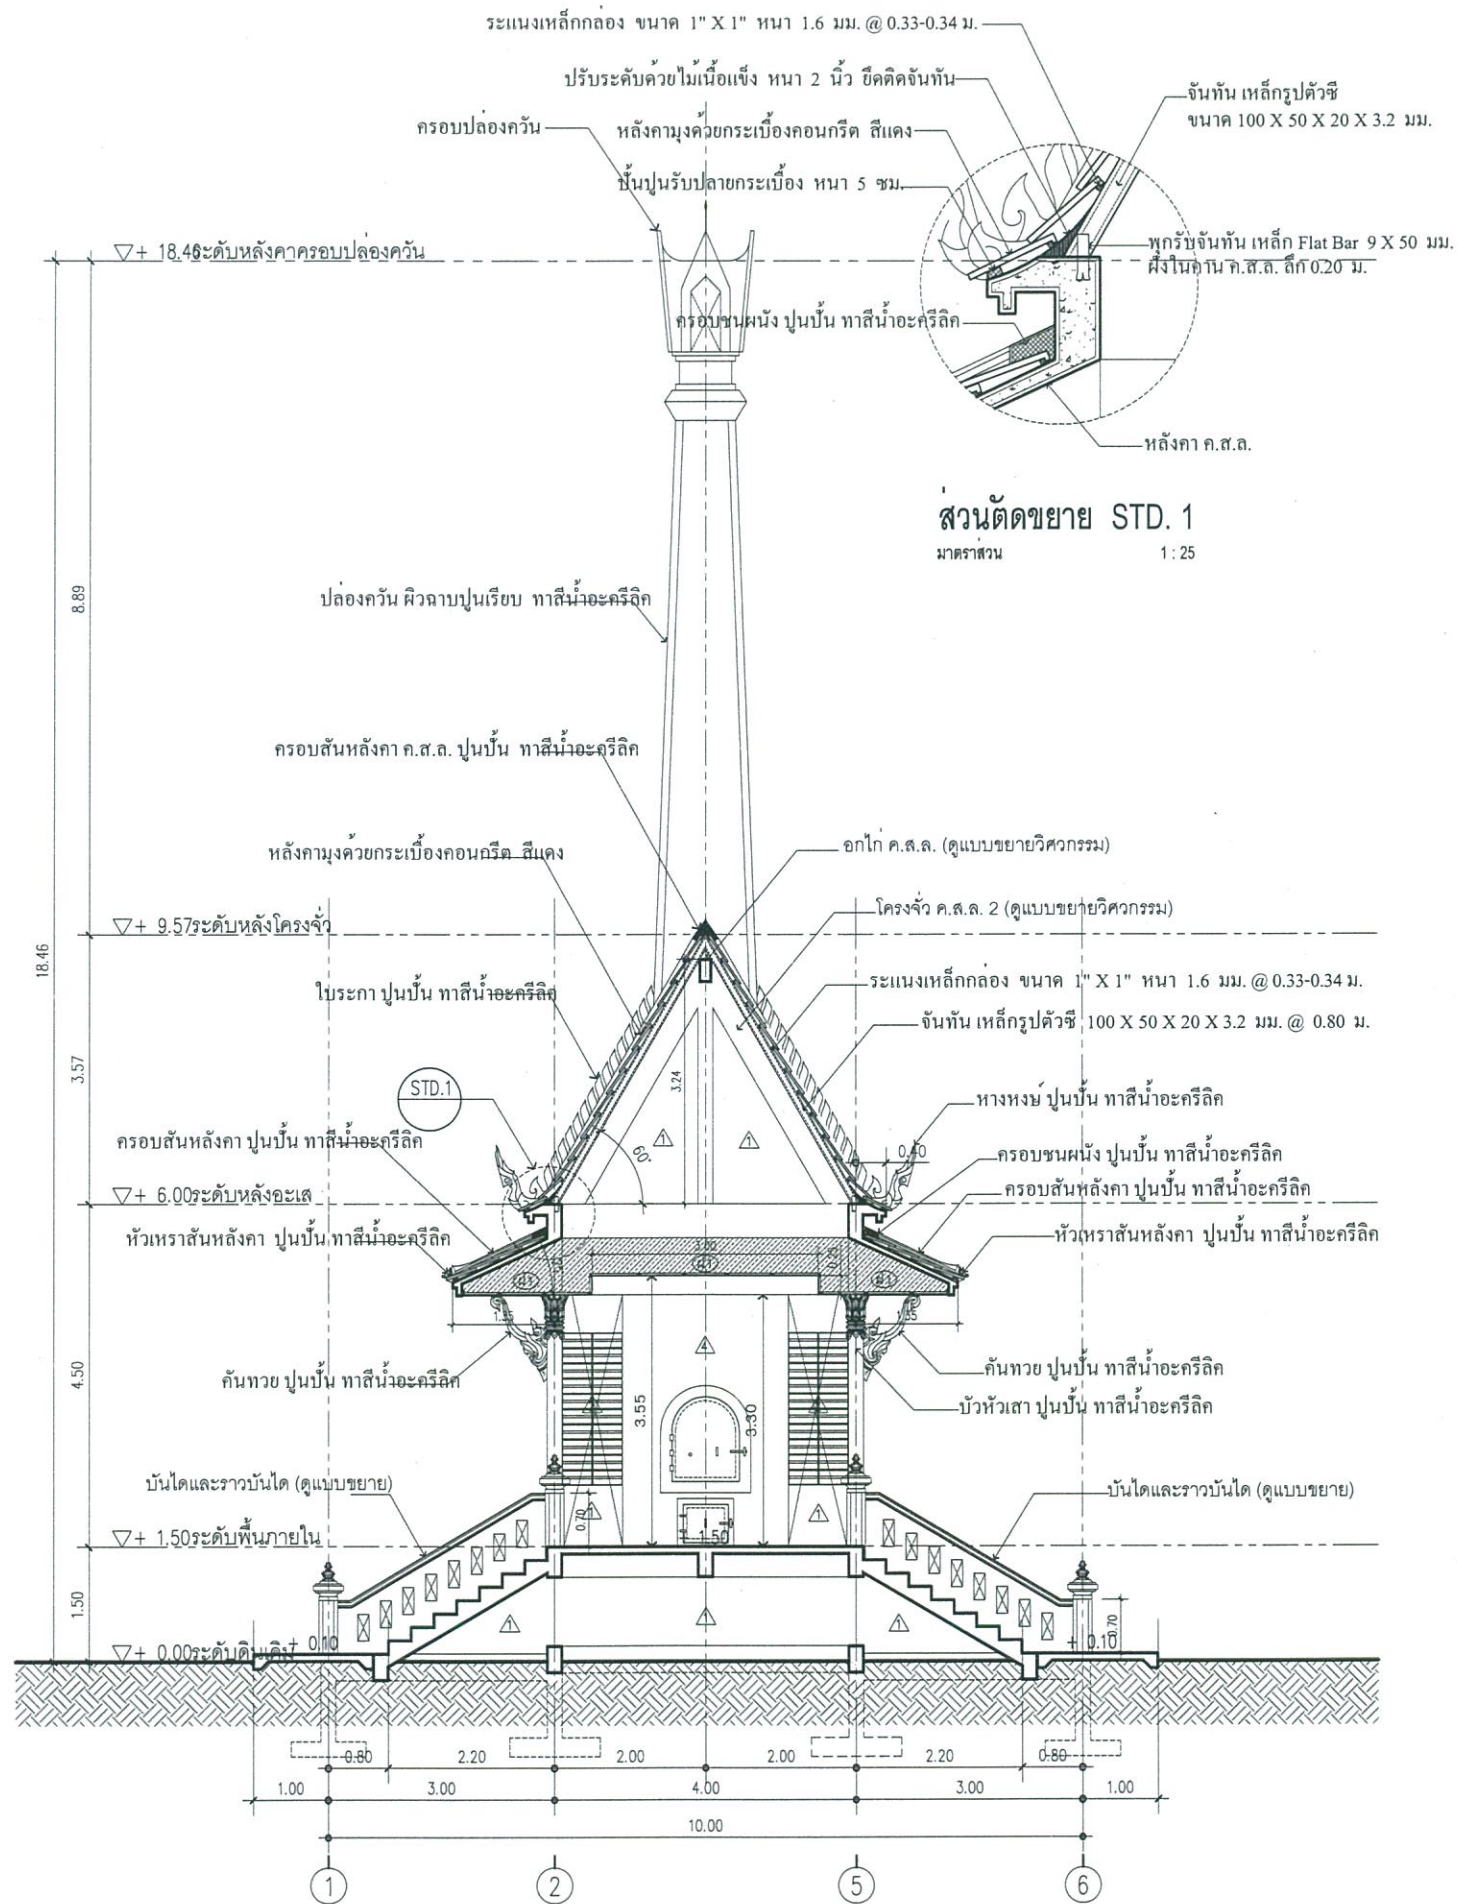 ระแนงเหล็กกล่อง ขนาด 1" X 1" หนา 1.6 มม. @ 0.33-0.34 ม.
ปรับระดับด้วยไม้เนื้อแข็ง หนา 2 นิ้ว ยึดติดจันทัน
จันทัน เหล็กรูปตัวซี
ขนาด 100 X 50 X 20 X 3.2 มม.
ครอบปล่องควัน
หลังคามุงด้วยกระเบื้องคอนกรีต สีแดง
ปั้นปูนรับปลายกระเบื้อง หนา 5 ซม.
+ 18.46 ระดับหลังคาครอบปล่องควัน
พุกรับจันทัน เหล็ก Flat Bar 9 X 50 มม.
ฝังในคาน ค.ส.ล. ลึก 0.20 ม.
ครอบชนผนัง ปูนปั้น ทาสีน้ำอะครีลิค
หลังคา ค.ส.ล.
ส่วนตัดขยาย STD. 1
มาตราส่วน 1 : 25
8.89
ปล่องควัน ผิวฉาบปูนเรียบ ทาสีน้ำอะครีลิค
ครอบสันหลังคา ค.ส.ล. ปูนปั้น ทาสีน้ำอะครีลิค
หลังคามุงด้วยกระเบื้องคอนกรีต สีแดง
อกไก่ ค.ส.ล. (ดูแบบขยายวิศวกรรม)
โครงจั่ว ค.ส.ล. 2 (ดูแบบขยายวิศวกรรม)
+ 9.57 ระดับหลังโครงจั่ว
18.46
ใบระกา ปูนปั้น ทาสีน้ำอะครีลิค
ระแนงเหล็กกล่อง ขนาด 1" X 1" หนา 1.6 มม. @ 0.33-0.34 ม.
จันทัน เหล็กรูปตัวซี 100 X 50 X 20 X 3.2 มม. @ 0.80 ม.
3.57
3.24
STD.1
หางหงษ์ ปูนปั้น ทาสีน้ำอะครีลิค
ครอบสันหลังคา ปูนปั้น ทาสีน้ำอะครีลิค
60°
1
1
0.40
ครอบชนผนัง ปูนปั้น ทาสีน้ำอะครีลิค
ครอบสันหลังคา ปูนปั้น ทาสีน้ำอะครีลิค
+ 6.00 ระดับหลังอะเส
หัวเหราสันหลังคา ปูนปั้น ทาสีน้ำอะครีลิค
หัวเหราสันหลังคา ปูนปั้น ทาสีน้ำอะครีลิค
0.25
1.55
1.55
4
4.50
คันทวย ปูนปั้น ทาสีน้ำอะครีลิค
คันทวย ปูนปั้น ทาสีน้ำอะครีลิค
3.55
3.30
บัวหัวเสา ปูนปั้น ทาสีน้ำอะครีลิค
บันไดและราวบันได (ดูแบบขยาย)
บันไดและราวบันได (ดูแบบขยาย)
0.70
1
1
+ 1.50 ระดับพื้นภายใน
+ 1.50
1.50
1
1
1
0.70
+ 0.00 ระดับดินเดิม
+ 0.10
+ 0.10
0.80 2.20 2.00 2.00 2.20 0.80
1.00 3.00 4.00 3.00 1.00
10.00
1 2 5 6